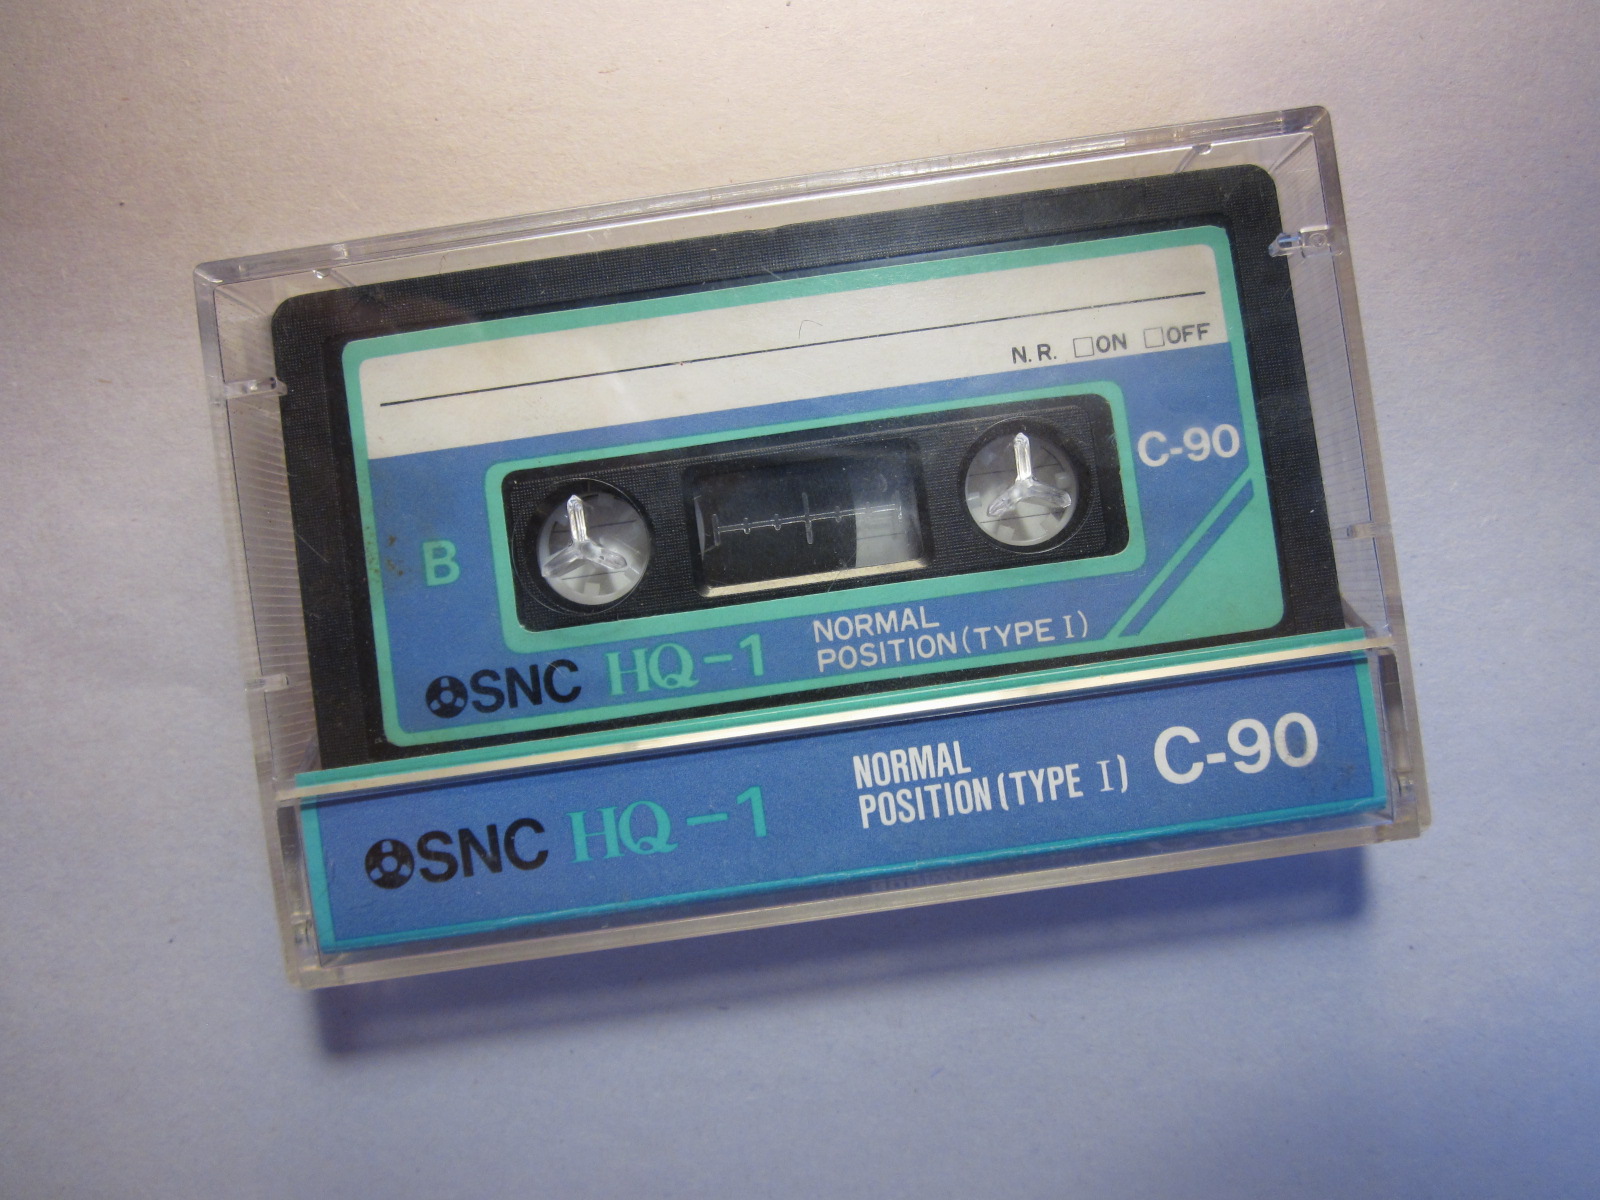 N.R. □ON □OFF
C-90
B
SNC HQ-1 NORMAL
POSITION(TYPE I)
SNC HQ-1 NORMAL
POSITION(TYPE I) C-90